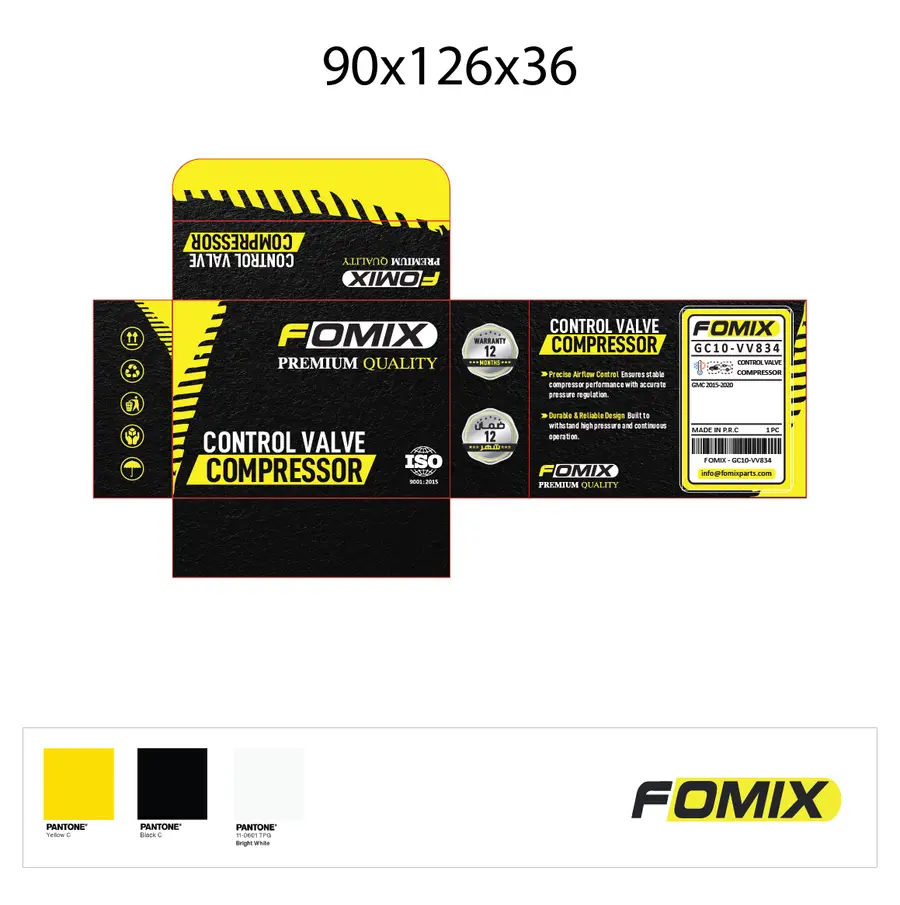 90x126x36
CONTROL VALVE
COMPRESSOR
FOMIX
PREMIUM QUALITY
FOMIX
PREMIUM QUALITY
CONTROL VALVE
COMPRESSOR
ISO
9001:2015
WARRANTY
12
MONTHS
ضمان
12
شهر
CONTROL VALVE
COMPRESSOR
Precise Airflow Control Ensures stable
compressor performance with accurate
pressure regulation.
Durable & Reliable Design Built to
withstand high pressure and continuous
operation.
FOMIX
PREMIUM QUALITY
FOMIX
GC10-VV834
CONTROL VALVE
COMPRESSOR
GMC 2015-2020
MADE IN P.R.C 1 PC
FOMIX - GC10-VV834
info@fomixparts.com
PANTONE®
Yellow C
PANTONE®
Black C
PANTONE®
11-0601 TPG
Bright White
FOMIX